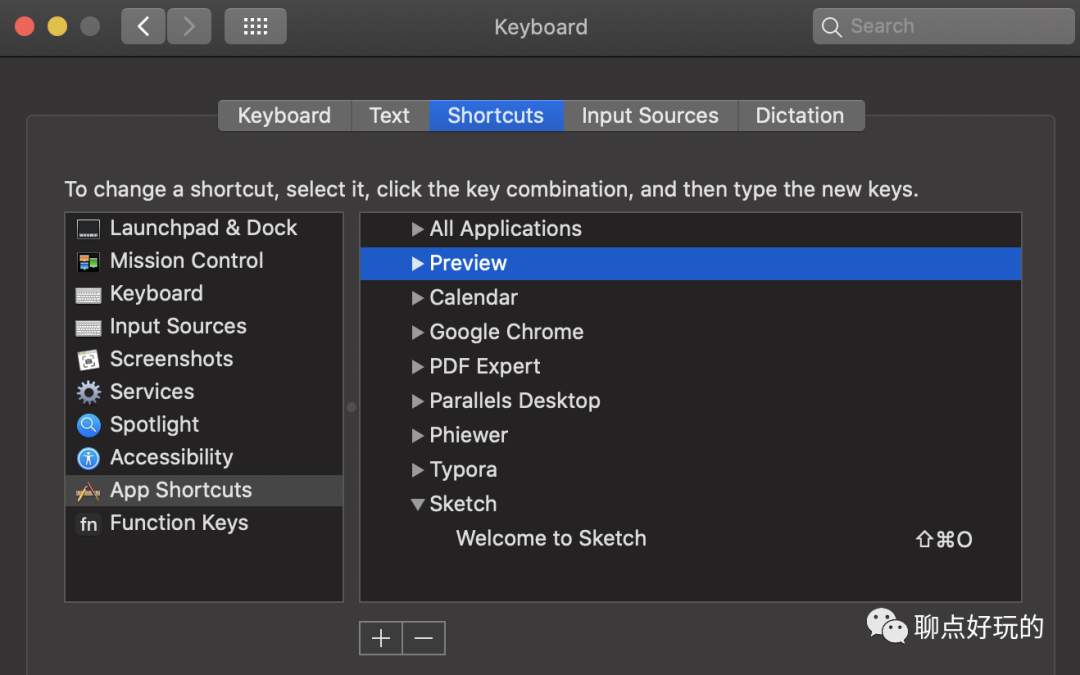 Keyboard
Search
Keyboard Text Shortcuts Input Sources Dictation
To change a shortcut, select it, click the key combination, and then type the new keys.
Launchpad & Dock
Mission Control
Keyboard
Input Sources
Screenshots
Services
Spotlight
Accessibility
App Shortcuts
fn Function Keys
All Applications
Preview
Calendar
Google Chrome
PDF Expert
Parallels Desktop
Phiewer
Typora
Sketch
Welcome to Sketch ⇧⌘O
聊点好玩的